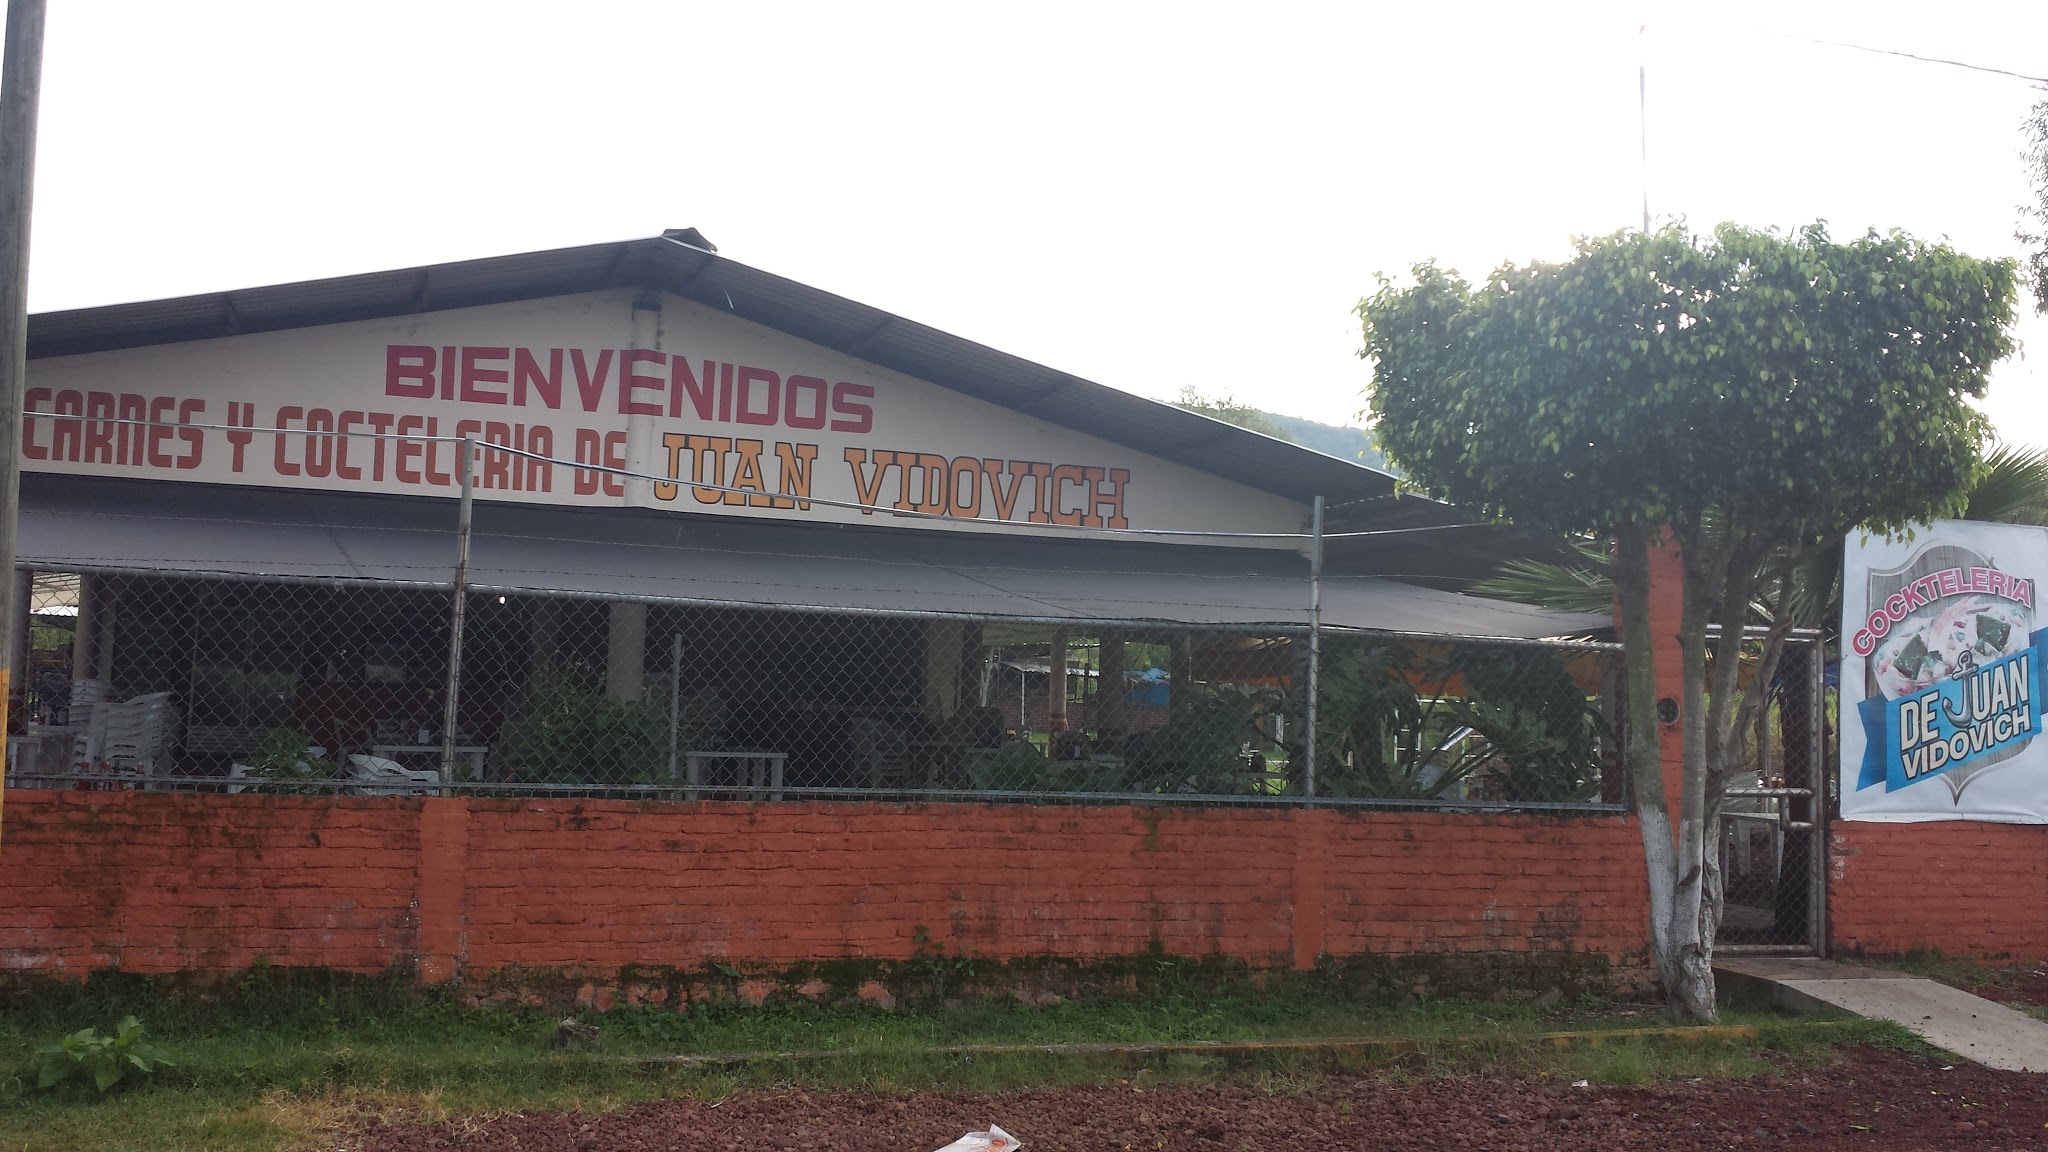 BIENVENIDOS
CARNES Y COCTELERIA DE JUAN VIDOVICH
COCKTELERIA
DE JUAN
VIDOVICH